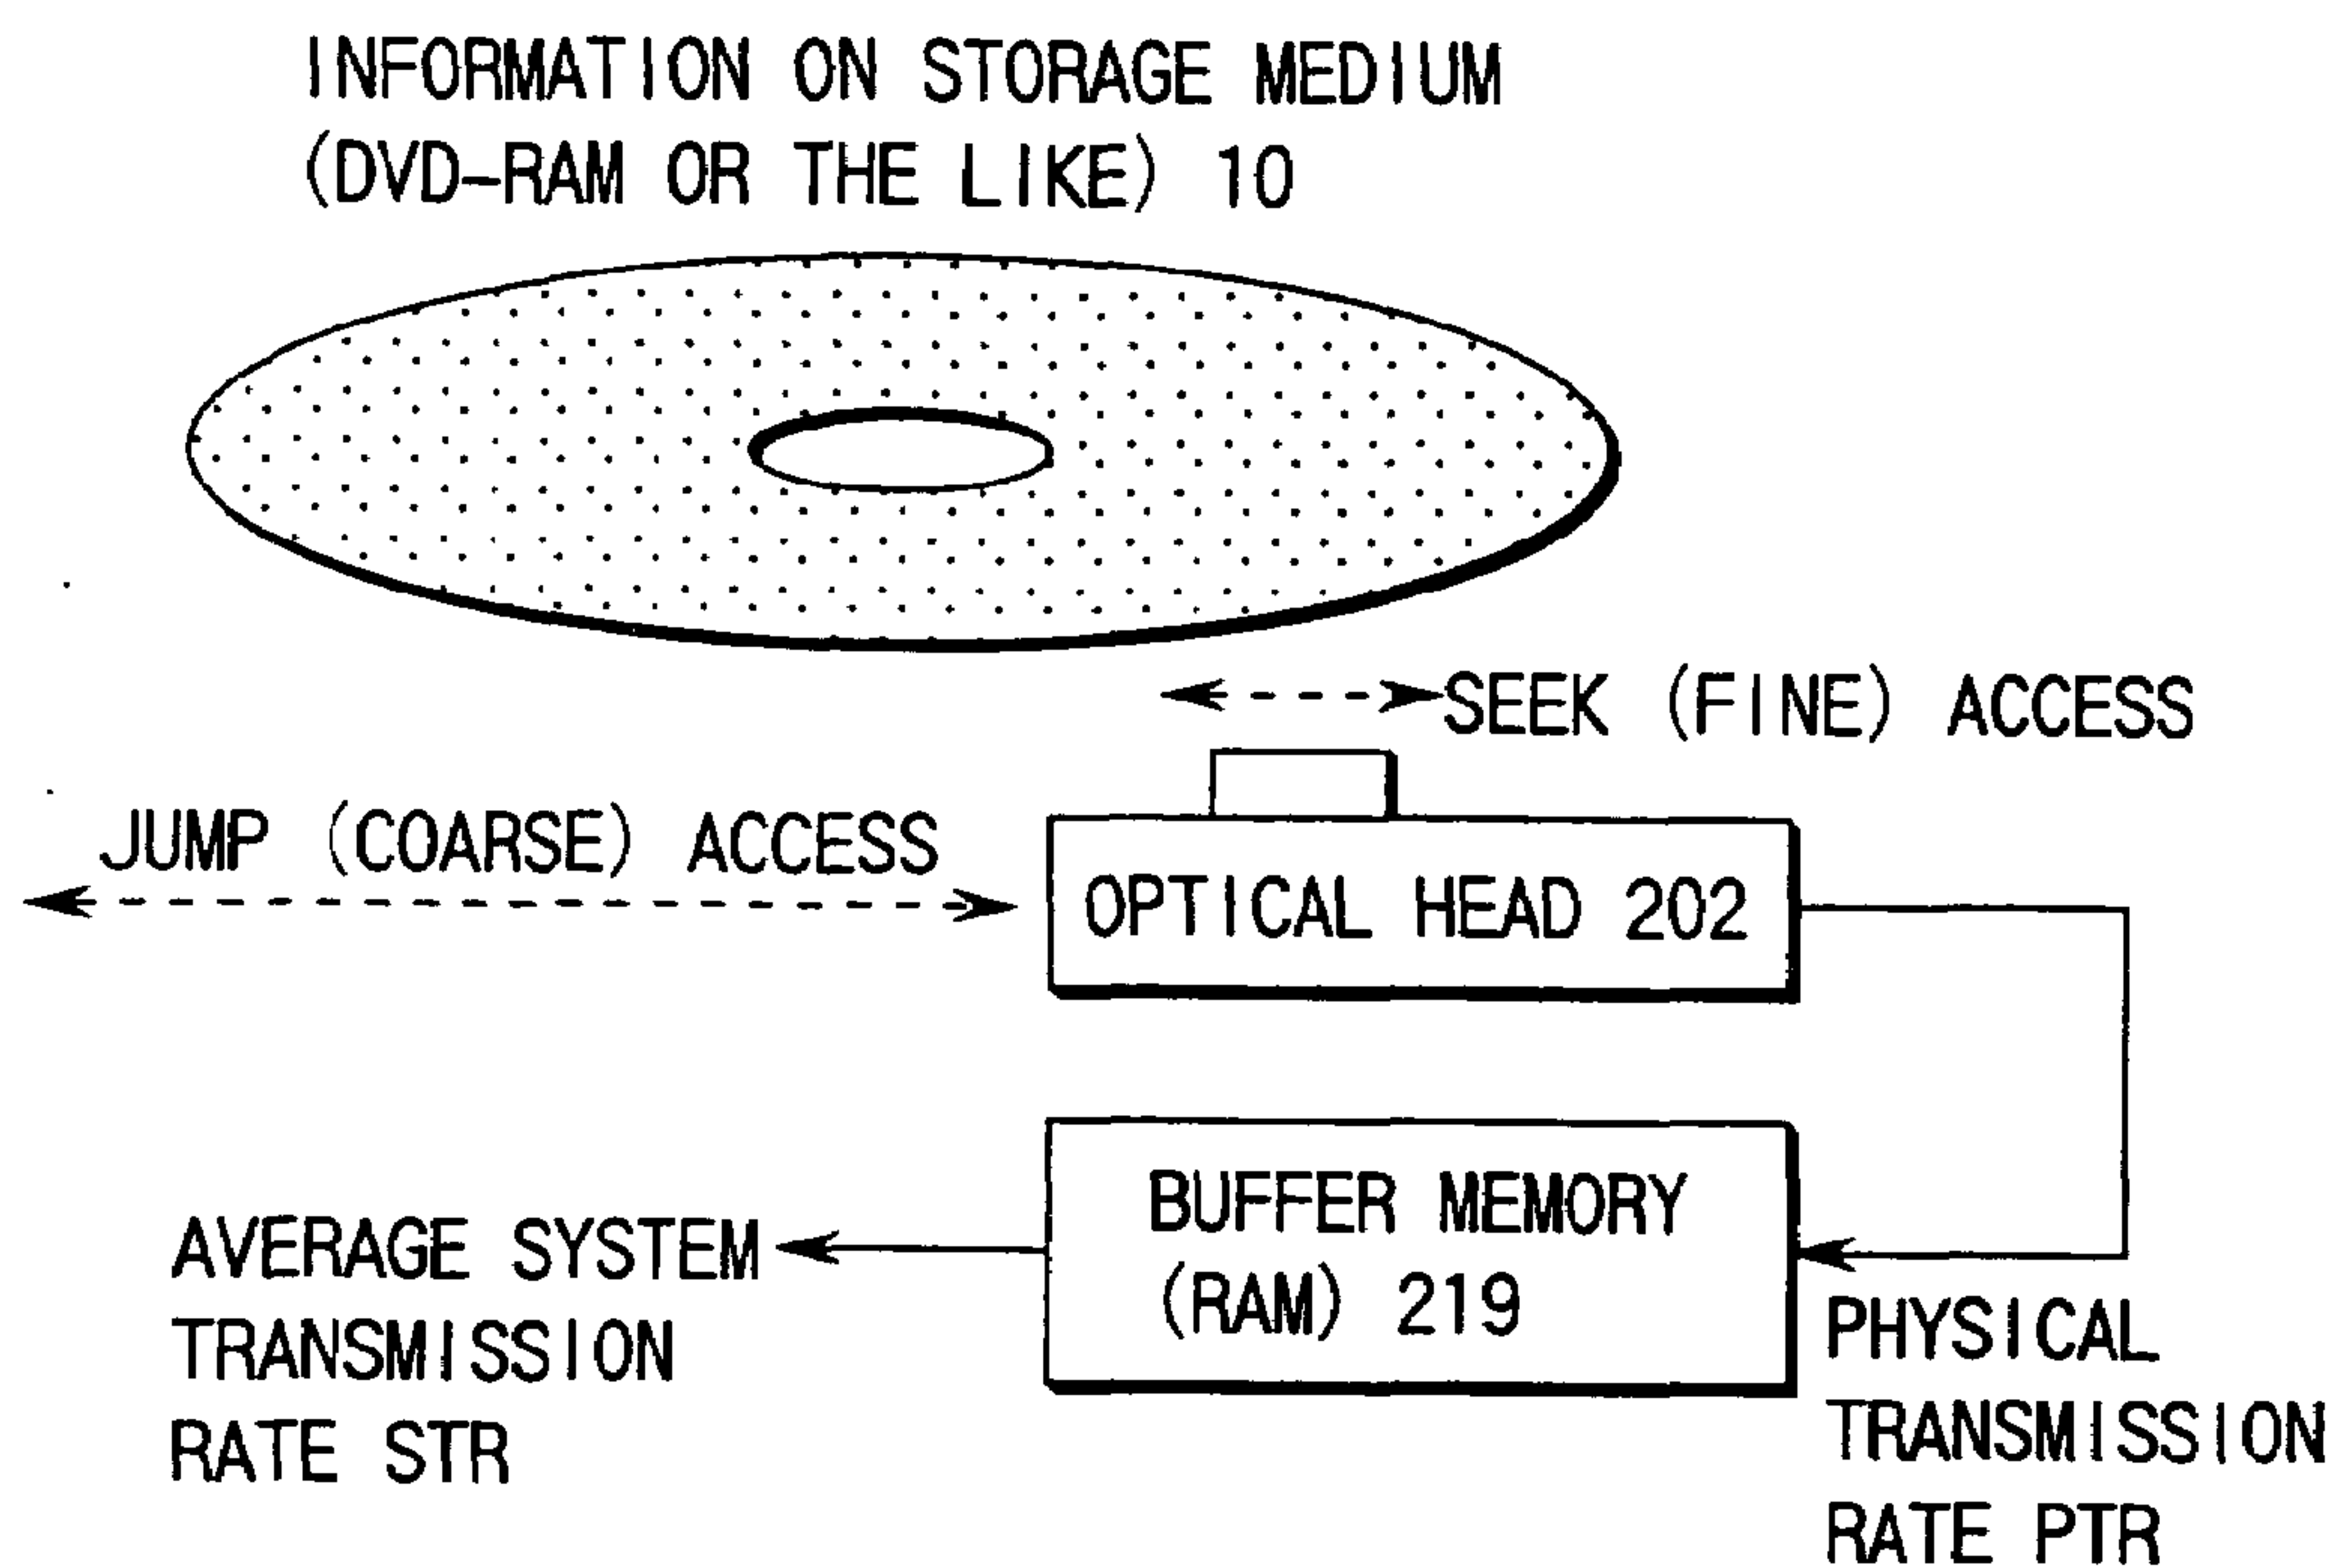 INFORMATION ON STORAGE MEDIUM
(DVD-RAM OR THE LIKE) 10
SEEK (FINE) ACCESS
JUMP (COARSE) ACCESS
OPTICAL HEAD 202
BUFFER MEMORY
(RAM) 219
AVERAGE SYSTEM
TRANSMISSION
RATE STR
PHYSICAL
TRANSMISSION
RATE PTR